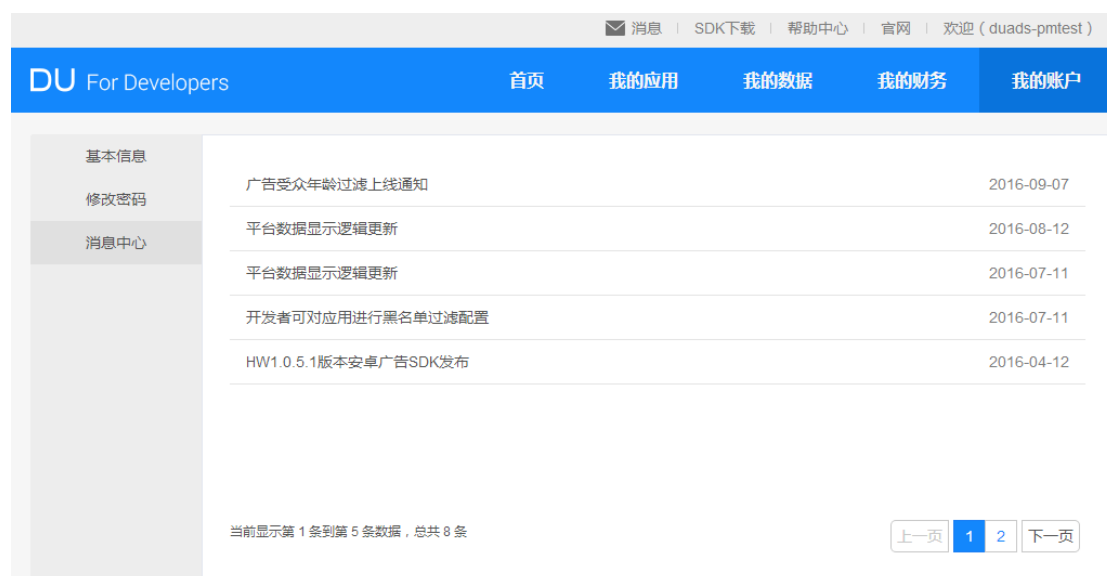 消息 | SDK下载 | 帮助中心 | 官网 | 欢迎 ( duads-pmtest )
DU For Developers 首页 我的应用 我的数据 我的财务 我的账户
基本信息
修改密码
消息中心
广告受众年龄过滤上线通知 2016-09-07
平台数据显示逻辑更新 2016-08-12
平台数据显示逻辑更新 2016-07-11
开发者可对应用进行黑名单过滤配置 2016-07-11
HW1.0.5.1版本安卓广告SDK发布 2016-04-12
当前显示第 1 条到第 5 条数据，总共 8 条 上一页 1 2 下一页